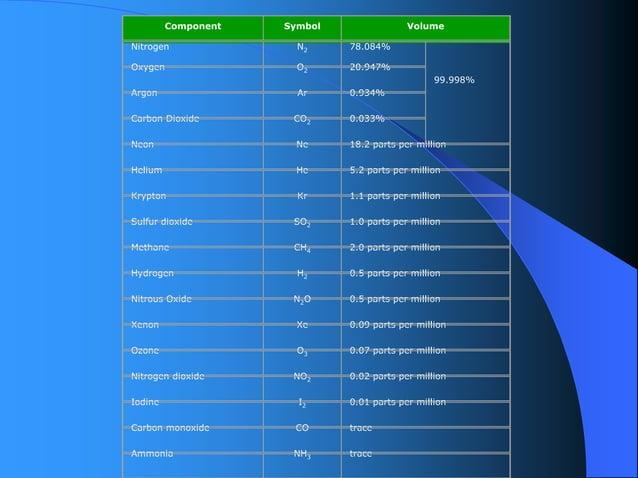 Component Symbol Volume
Nitrogen N₂ 78.084%
Oxygen O₂ 20.947%
99.998%
Argon Ar 0.934%
Carbon Dioxide CO₂ 0.033%
Neon Ne 18.2 parts per million
Helium He 5.2 parts per million
Krypton Kr 1.1 parts per million
Sulfur dioxide SO₂ 1.0 parts per million
Methane CH₄ 2.0 parts per million
Hydrogen H₂ 0.5 parts per million
Nitrous Oxide N₂O 0.5 parts per million
Xenon Xe 0.09 parts per million
Ozone O₃ 0.07 parts per million
Nitrogen dioxide NO₂ 0.02 parts per million
Iodine I₂ 0.01 parts per million
Carbon monoxide CO trace
Ammonia NH₃ trace